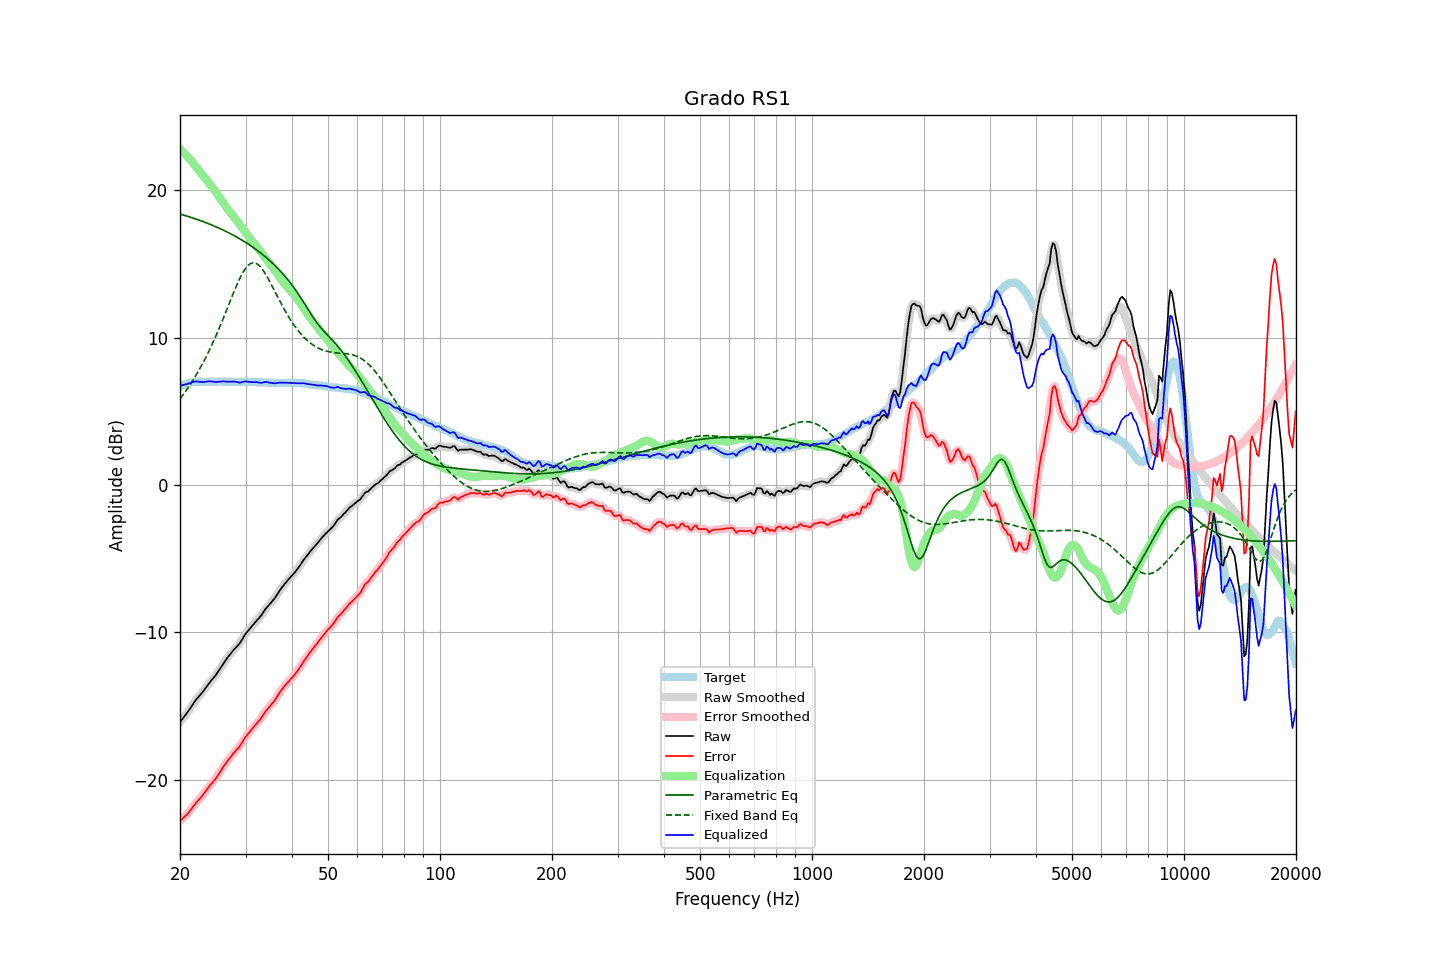 Grado RS1
Amplitude (dBr)
20
10
0
−10
−20
Target
Raw Smoothed
Error Smoothed
Raw
Error
Equalization
Parametric Eq
Fixed Band Eq
Equalized
20 50 100 200 500 1000 2000 5000 10000 20000
Frequency (Hz)